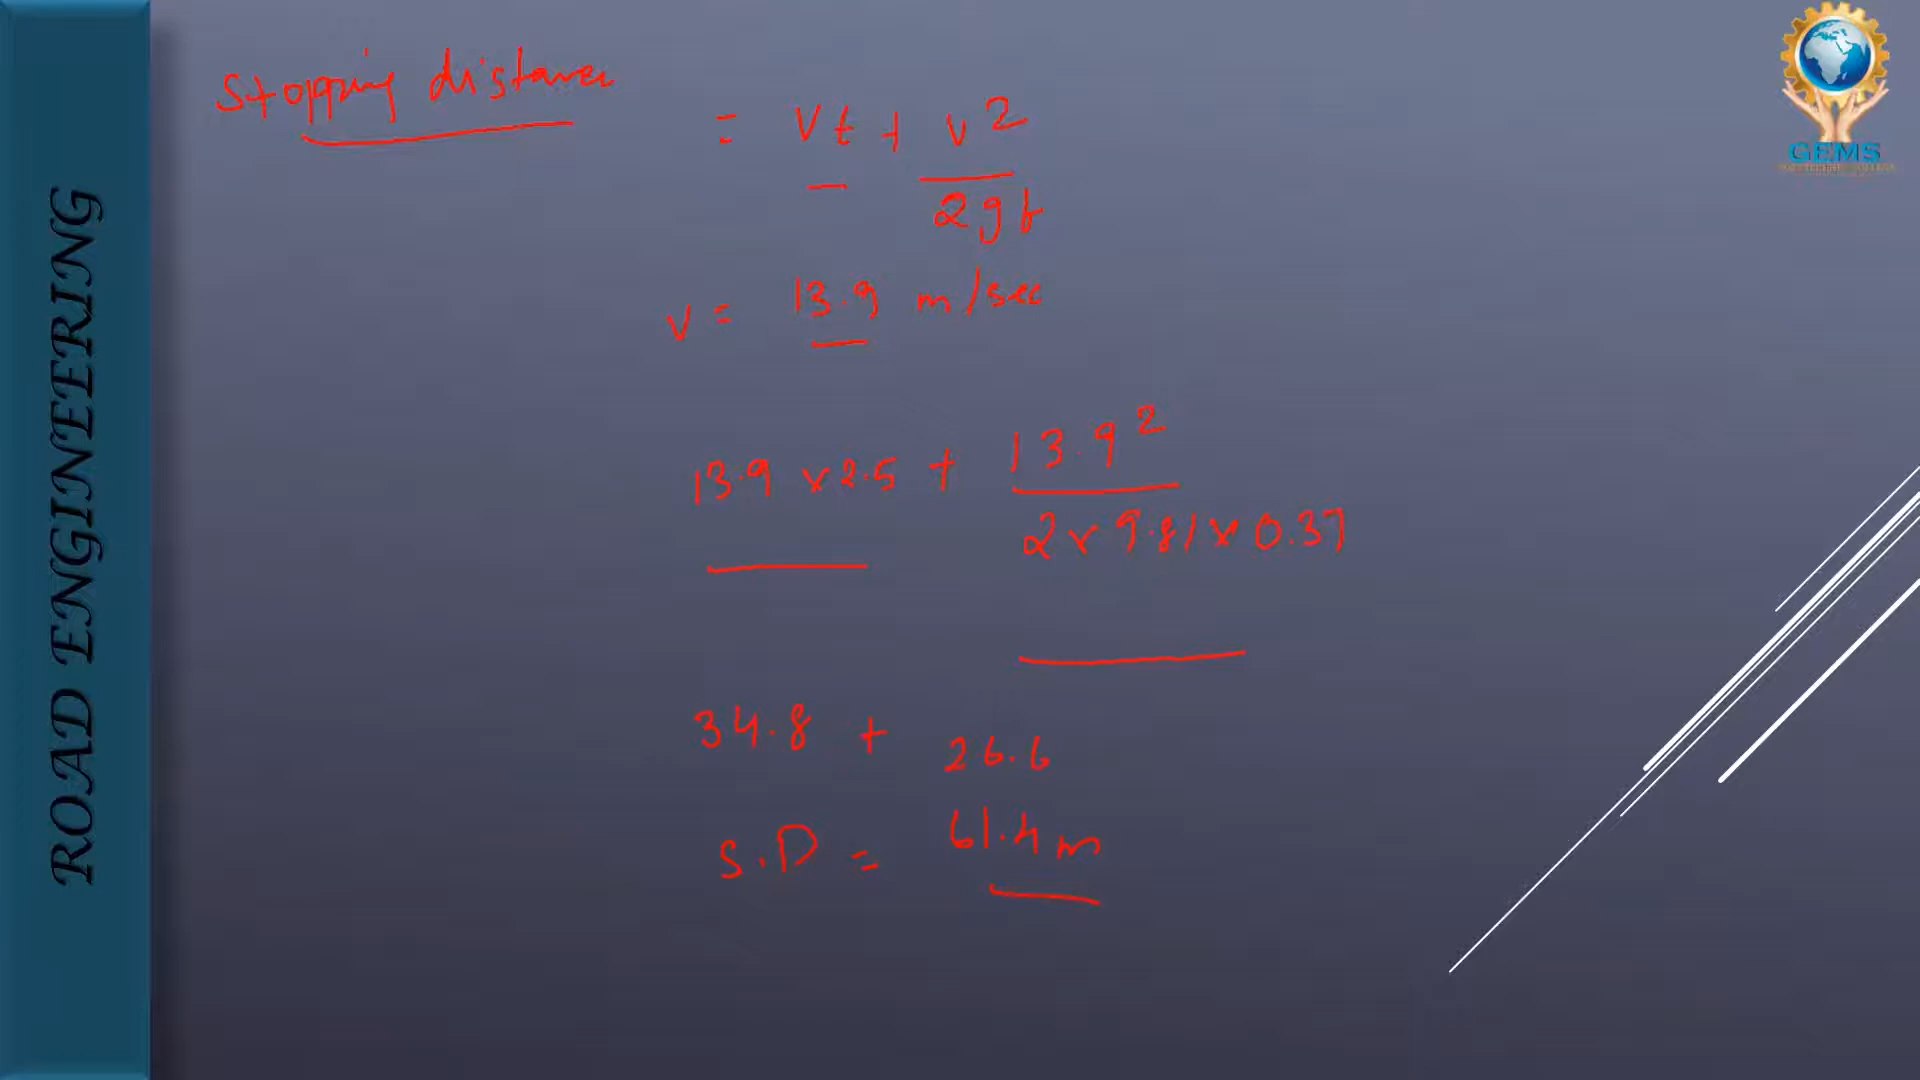 ROAD ENGINEERING
GEMS
Stopping distance
= Vt + v²/2gf
V = 13.9 m/sec
13.9 x 2.5 + 13.9²/2 x 9.81 x 0.37
34.8 + 26.6
S.D = 61.4 m